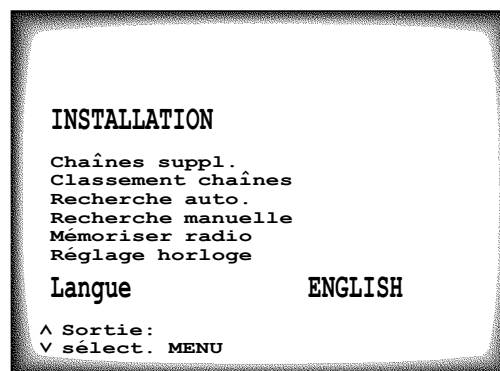 INSTALLATION
Chaînes suppl.
Classement chaînes
Recherche auto.
Recherche manuelle
Mémoriser radio
Réglage horloge
Langue ENGLISH
^ Sortie:
v sélect. MENU